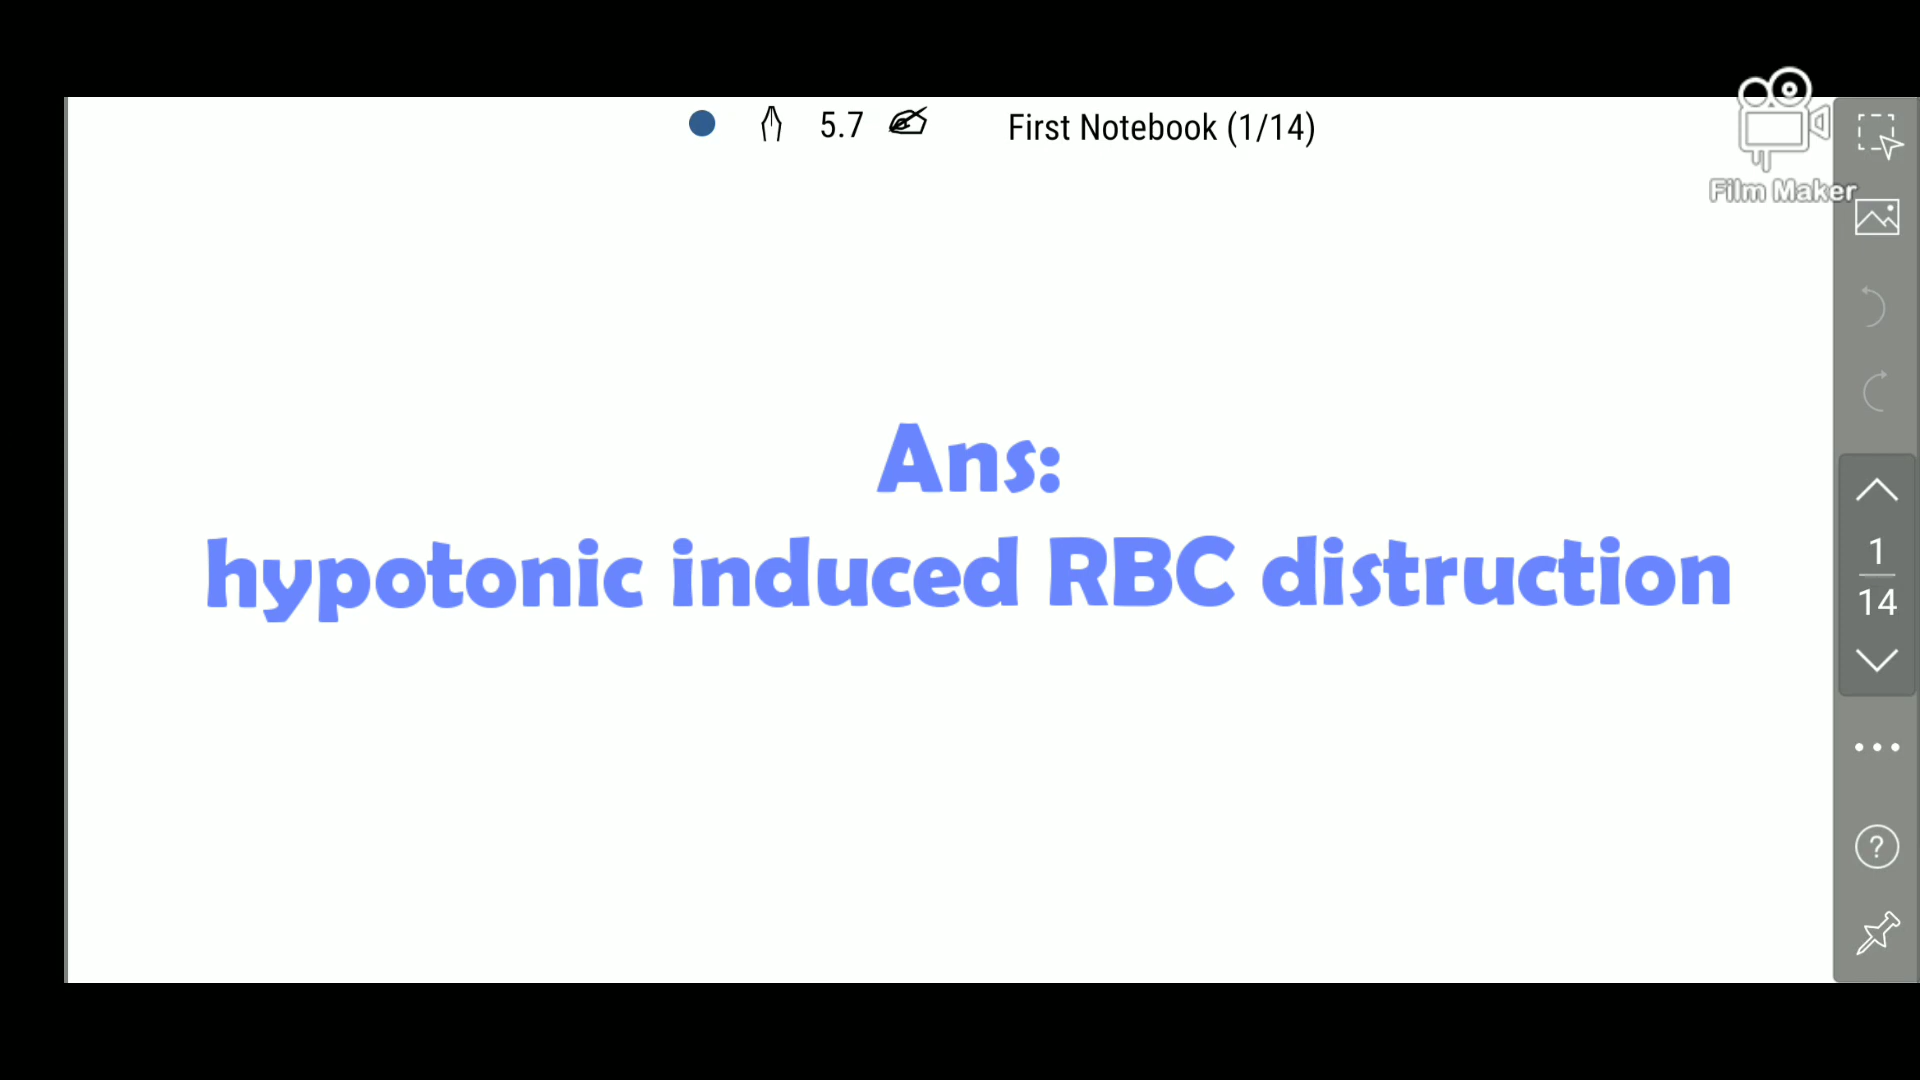 5.7 First Notebook (1/14)
Film Maker
Ans:
hypotonic induced RBC distruction
1
14
?